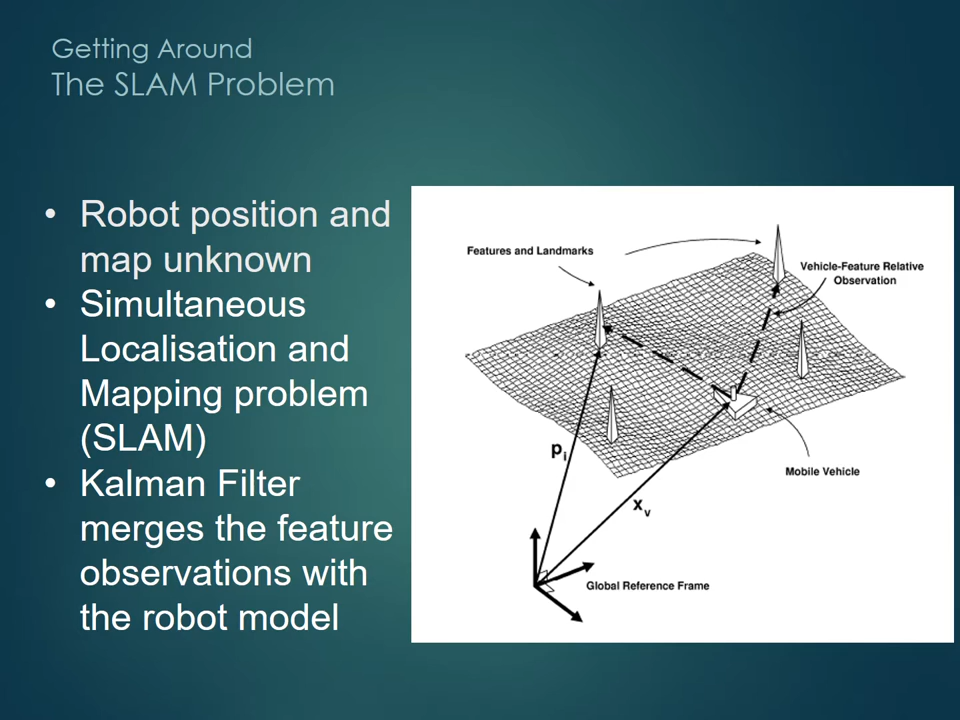 Getting Around
The SLAM Problem
• Robot position and
map unknown
• Simultaneous
Localisation and
Mapping problem
(SLAM)
• Kalman Filter
merges the feature
observations with
the robot model
Features and Landmarks
Vehicle-Feature Relative
Observation
p i
Mobile Vehicle
x v
Global Reference Frame